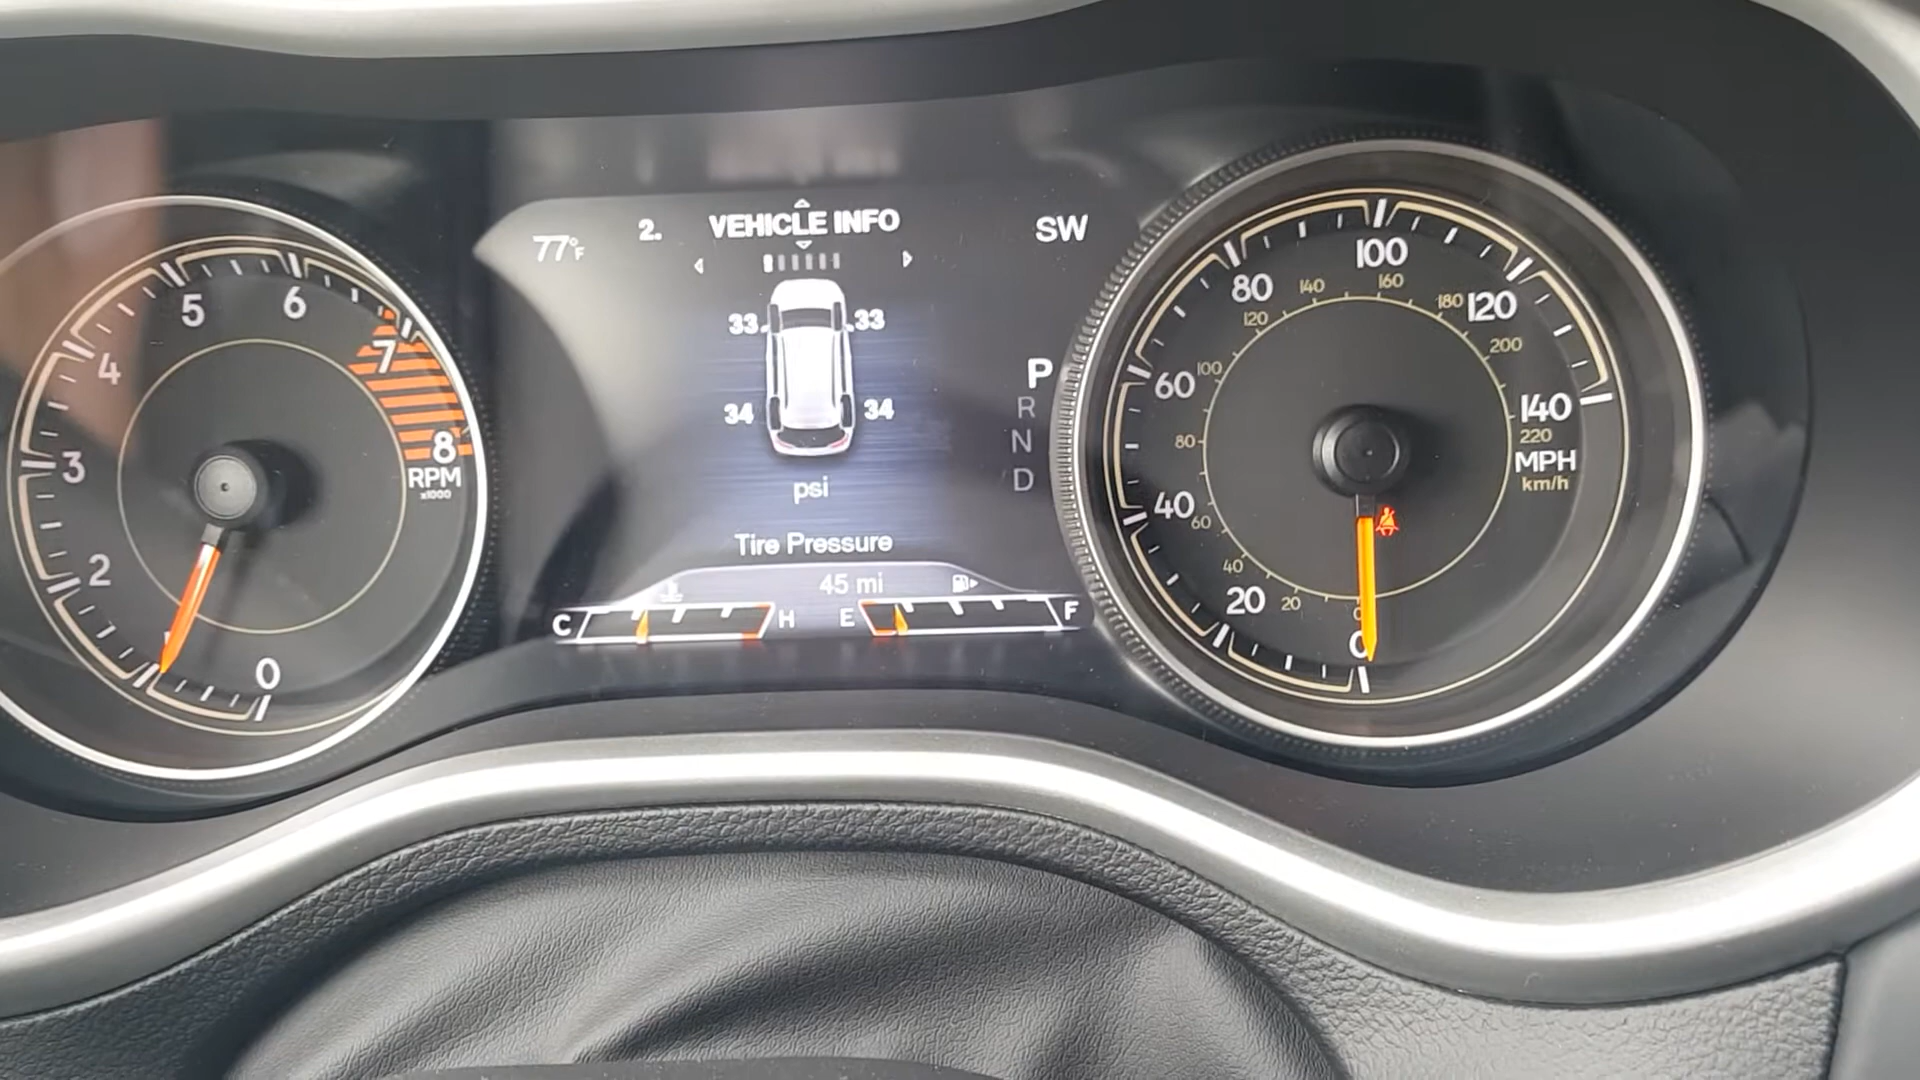 77°F
2. VEHICLE INFO
SW
33 33
34 34
psi
Tire Pressure
45 mi
C H E F
P
R
N
D
0
2
3
4
5
6
7
8
RPM
x1000
0
20
40
60
80
100
120
140
MPH
km/h
0
20
40
60
80
100
120
140
160
180
200
220